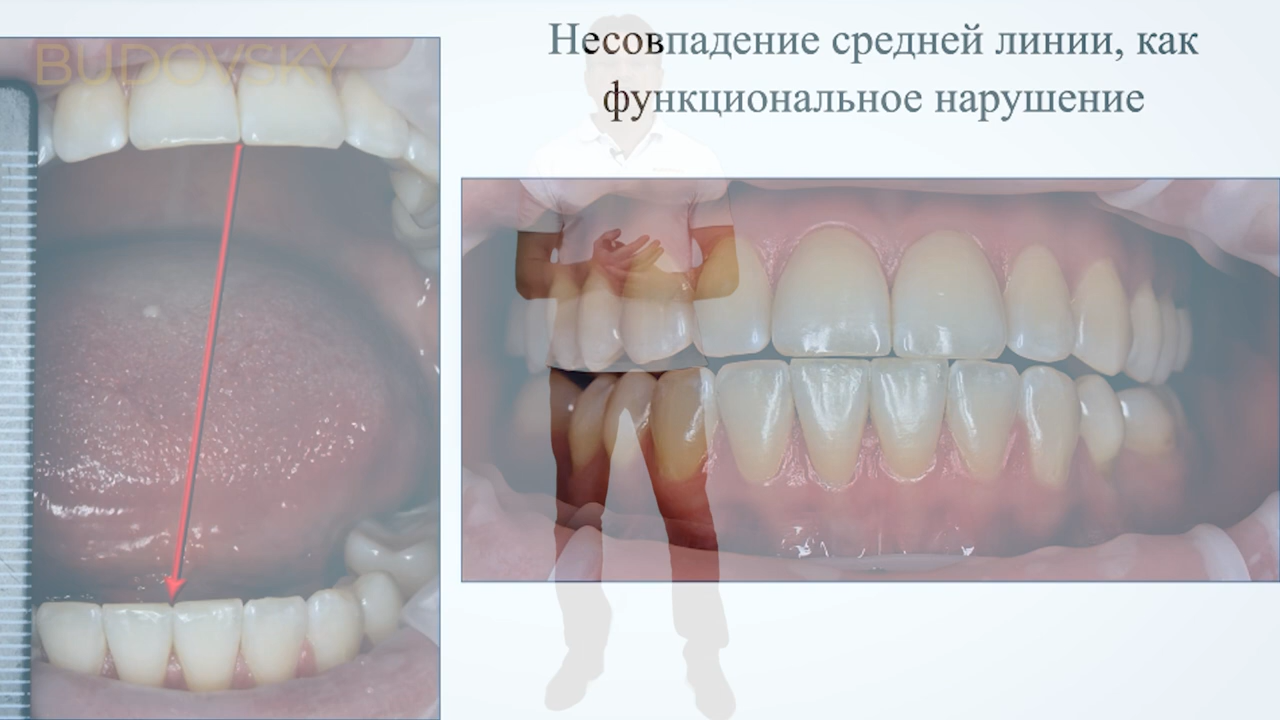 BUDOVSKY
Несовпадение средней линии, как
функциональное нарушение